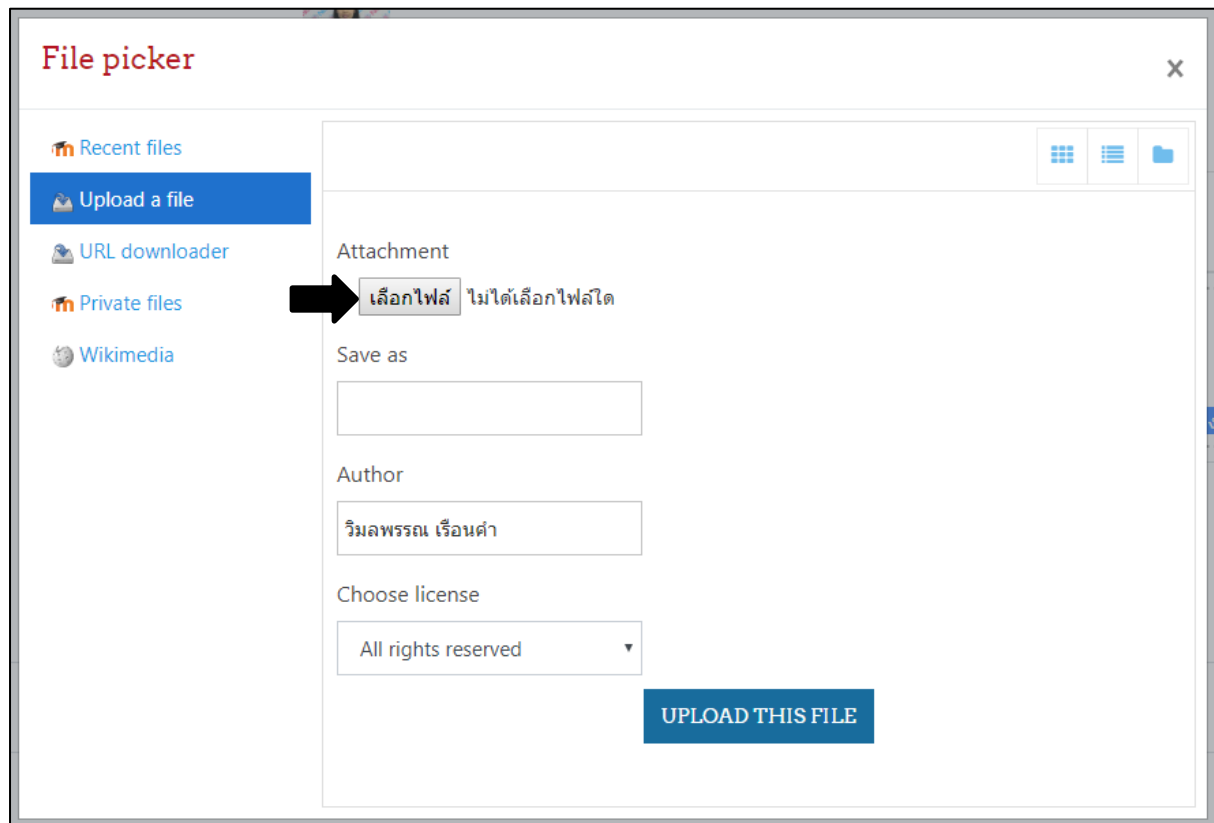 File picker
×
Recent files
Upload a file
URL downloader
Private files
Wikimedia
Attachment
เลือกไฟล์ ไม่ได้เลือกไฟล์ใด
Save as
Author
วิมลพรรณ เรือนคำ
Choose license
All rights reserved
UPLOAD THIS FILE